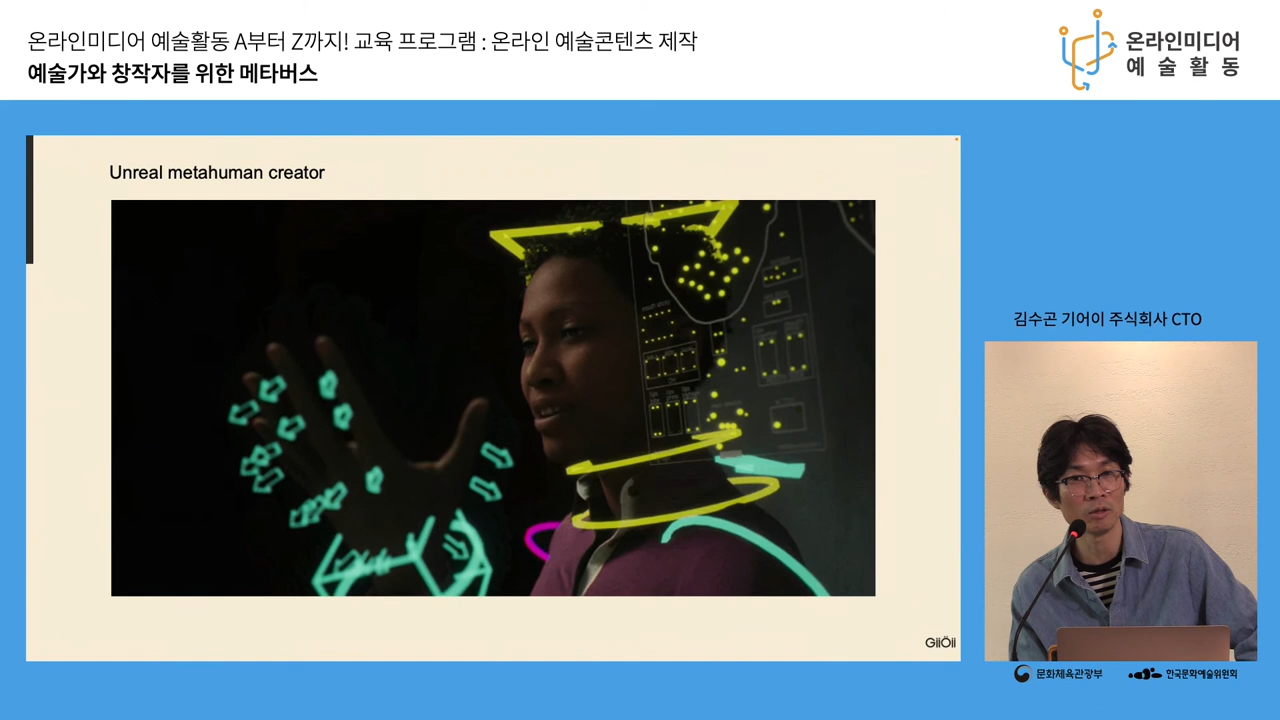 온라인미디어 예술활동 A부터 Z까지! 교육 프로그램 : 온라인 예술콘텐츠 제작
예술가와 창작자를 위한 메타버스
온라인미디어
예술활동
Unreal metahuman creator
GiiÖii
김수곤 기어이 주식회사 CTO
문화체육관광부
한국문화예술위원회